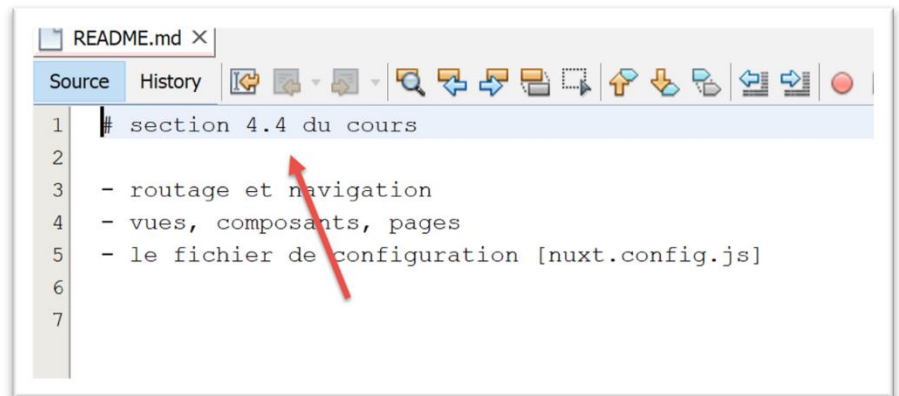 README.md
Source History
1 # section 4.4 du cours
2
3 - routage et navigation
4 - vues, composants, pages
5 - le fichier de configuration [nuxt.config.js]
6
7